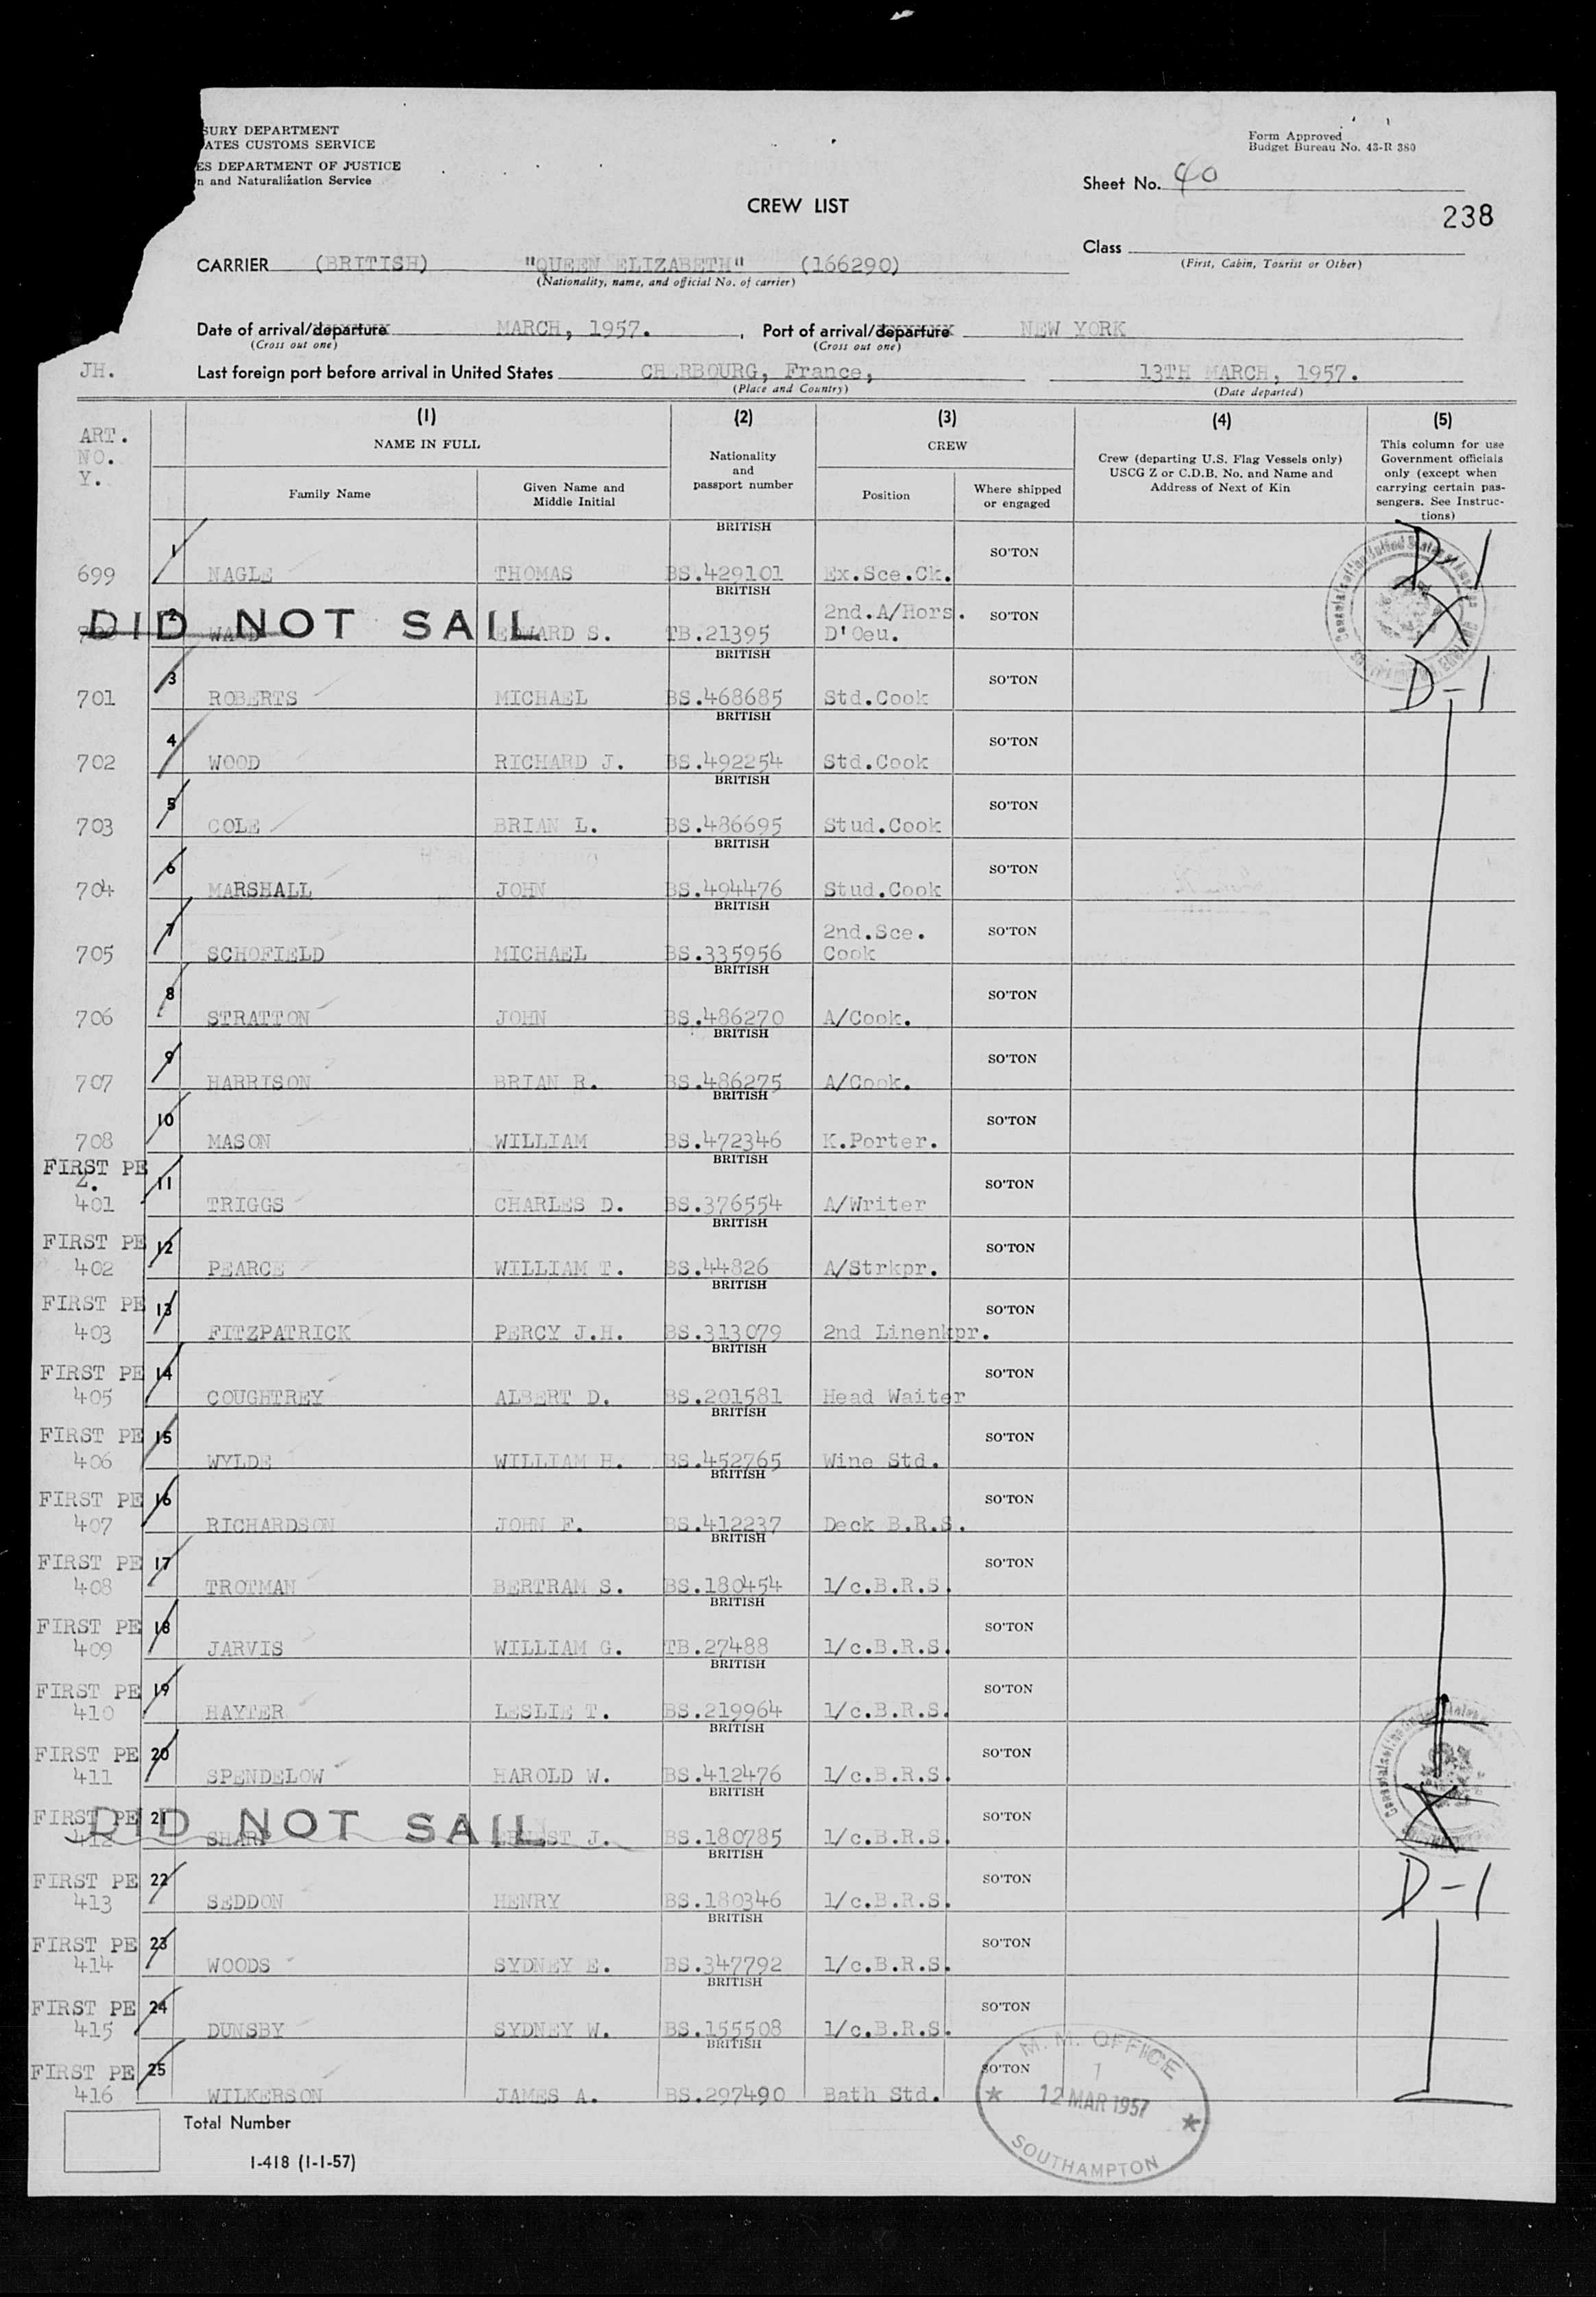 SURY DEPARTMENT
ATES CUSTOMS SERVICE
ES DEPARTMENT OF JUSTICE
n and Naturalization Service
Form Approved
Budget Bureau No. 43-R 380
Sheet No. 40
CREW LIST
238
Class
(First, Cabin, Tourist or Other)
CARRIER (BRITISH) "QUEEN ELIZABETH" (166290)
(Nationality, name, and official No. of carrier)
Date of arrival/departure MARCH, 1957. , Port of arrival/departure NEW YORK
(Cross out one) (Cross out one)
JH. Last foreign port before arrival in United States CHERBOURG, France, 13TH MARCH, 1957.
(Place and Country) (Date departed)
ART.
NO.
Y.
(1) (2) (3) (4) (5)
NAME IN FULL
Family Name
Given Name and
Middle Initial
Nationality
and
passport number
CREW
Position
Where shipped
or engaged
Crew (departing U.S. Flag Vessels only)
USCG Z or C.D.B. No. and Name and
Address of Next of Kin
This column for use
Government officials
only (except when
carrying certain pas-
sengers. See Instruc-
tions)
699 1 NAGLE THOMAS BRITISH BS.429101 Ex.Sce.Ck. SO'TON D-1
DID NOT SAIL
2 WARD EDWARD S. BRITISH TB.21395 2nd.A/Hors. D'Oeu. SO'TON X
701 3 ROBERTS MICHAEL BRITISH BS.468685 Std.Cook SO'TON D-1
702 4 WOOD RICHARD J. BRITISH BS.492254 Std.Cook SO'TON
703 5 COLE BRIAN L. BRITISH BS.486695 Stud.Cook SO'TON
704 6 MARSHALL JOHN BRITISH BS.494476 Stud.Cook SO'TON
705 7 SCHOFIELD MICHAEL BRITISH BS.335956 2nd.Sce. Cook SO'TON
706 8 STRATTON JOHN BRITISH BS.486270 A/Cook. SO'TON
707 9 HARRISON BRIAN R. BRITISH BS.486275 A/Cook. SO'TON
708 10 MASON WILLIAM BRITISH BS.472346 K.Porter. SO'TON
FIRST PE Z. 401 11 TRIGGS CHARLES D. BRITISH BS.376554 A/Writer SO'TON
FIRST PE 402 12 PEARCE WILLIAM T. BRITISH BS.44826 A/Strkpr. SO'TON
FIRST PE 403 13 FITZPATRICK PERCY J.H. BRITISH BS.313079 2nd Linenkpr. SO'TON
FIRST PE 405 14 COUGHTREY ALBERT D. BRITISH BS.201581 Head Waiter SO'TON
FIRST PE 406 15 WYLDE WILLIAM H. BRITISH BS.452765 Wine Std. SO'TON
FIRST PE 407 16 RICHARDSON JOHN F. BRITISH BS.412237 Deck B.R.S. SO'TON
FIRST PE 408 17 TROTMAN BERTRAM S. BRITISH BS.180454 1/c.B.R.S. SO'TON
FIRST PE 409 18 JARVIS WILLIAM G. BRITISH TB.27488 1/c.B.R.S. SO'TON
FIRST PE 410 19 HAYTER LESLIE T. BRITISH BS.219964 1/c.B.R.S. SO'TON
FIRST PE 411 20 SPENDELOW HAROLD W. BRITISH BS.412476 1/c.B.R.S. SO'TON
DID NOT SAIL
FIRST PE 412 21 SHARP ERNEST J. BRITISH BS.180785 1/c.B.R.S. SO'TON X
FIRST PE 413 22 SEDDON HENRY BRITISH BS.180346 1/c.B.R.S. SO'TON D-1
FIRST PE 414 23 WOODS SYDNEY E. BRITISH BS.347792 1/c.B.R.S. SO'TON
FIRST PE 415 24 DUNSBY SYDNEY W. BRITISH BS.155508 1/c.B.R.S. SO'TON
FIRST PE 416 25 WILKERSON JAMES A. BRITISH BS.297490 Bath Std. SO'TON
M. M. OFFICE
1
12 MAR 1957
SOUTHAMPTON
Total Number
I-418 (1-1-57)